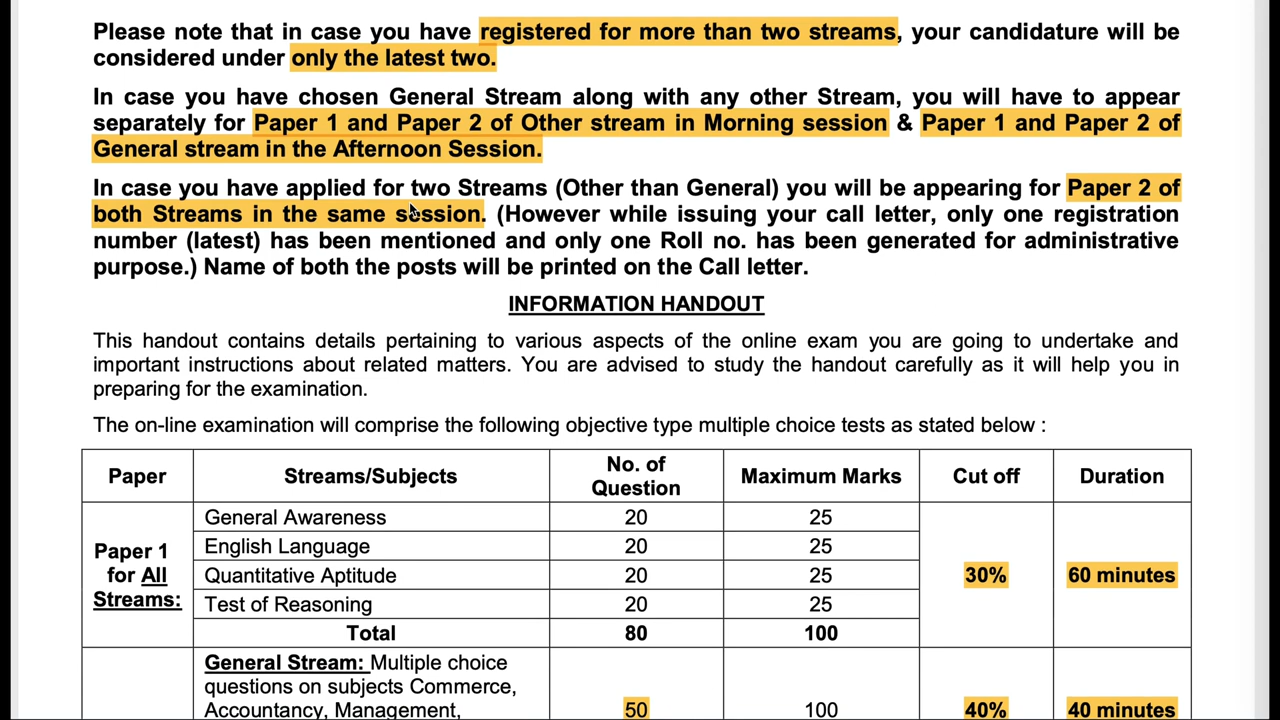 Please note that in case you have registered for more than two streams, your candidature will be
considered under only the latest two.
In case you have chosen General Stream along with any other Stream, you will have to appear
separately for Paper 1 and Paper 2 of Other stream in Morning session & Paper 1 and Paper 2 of
General stream in the Afternoon Session.
In case you have applied for two Streams (Other than General) you will be appearing for Paper 2 of
both Streams in the same session. (However while issuing your call letter, only one registration
number (latest) has been mentioned and only one Roll no. has been generated for administrative
purpose.) Name of both the posts will be printed on the Call letter.
INFORMATION HANDOUT
This handout contains details pertaining to various aspects of the online exam you are going to undertake and
important instructions about related matters. You are advised to study the handout carefully as it will help you in
preparing for the examination.
The on-line examination will comprise the following objective type multiple choice tests as stated below :
Paper Streams/Subjects No. of Question Maximum Marks Cut off Duration
Paper 1 for All Streams:
General Awareness 20 25
English Language 20 25
Quantitative Aptitude 20 25
Test of Reasoning 20 25
30% 60 minutes
Total 80 100
General Stream: Multiple choice
questions on subjects Commerce,
Accountancy, Management,
50 100 40% 40 minutes